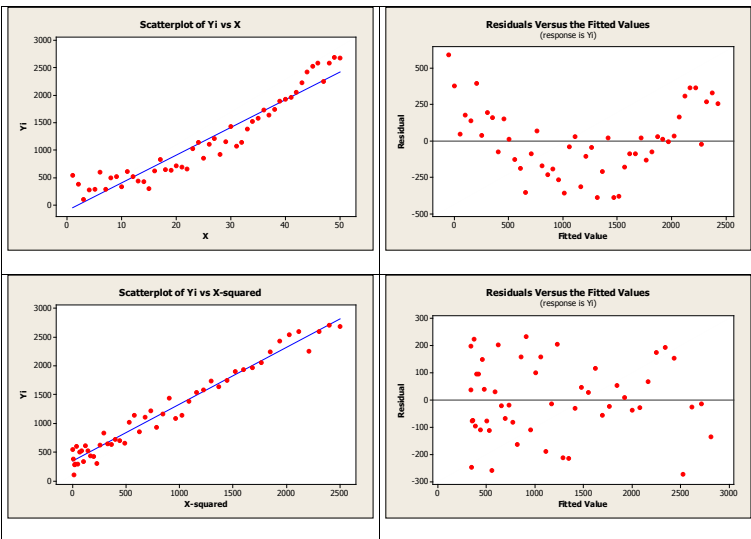 Scatterplot of Yi vs X
3000
2500
2000
1500
1000
500
0
Yi
0 10 20 30 40 50
X
Residuals Versus the Fitted Values
(response is Yi)
500
250
0
-250
-500
Residual
0 500 1000 1500 2000 2500
Fitted Value
Scatterplot of Yi vs X-squared
3000
2500
2000
1500
1000
500
0
Yi
0 500 1000 1500 2000 2500
X-squared
Residuals Versus the Fitted Values
(response is Yi)
300
200
100
0
-100
-200
-300
Residual
0 500 1000 1500 2000 2500 3000
Fitted Value